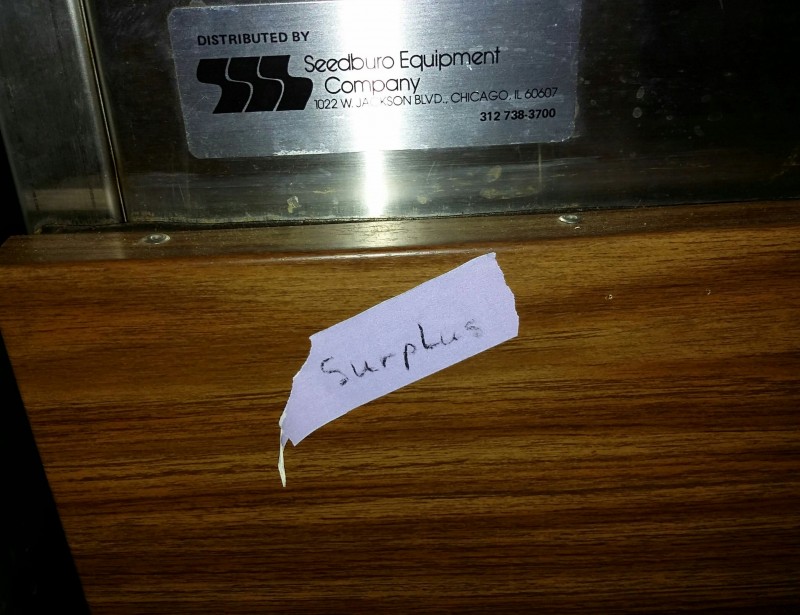 DISTRIBUTED BY
Seedburo Equipment
Company
1022 W. JACKSON BLVD., CHICAGO, IL 60607
312 738-3700
Surplus